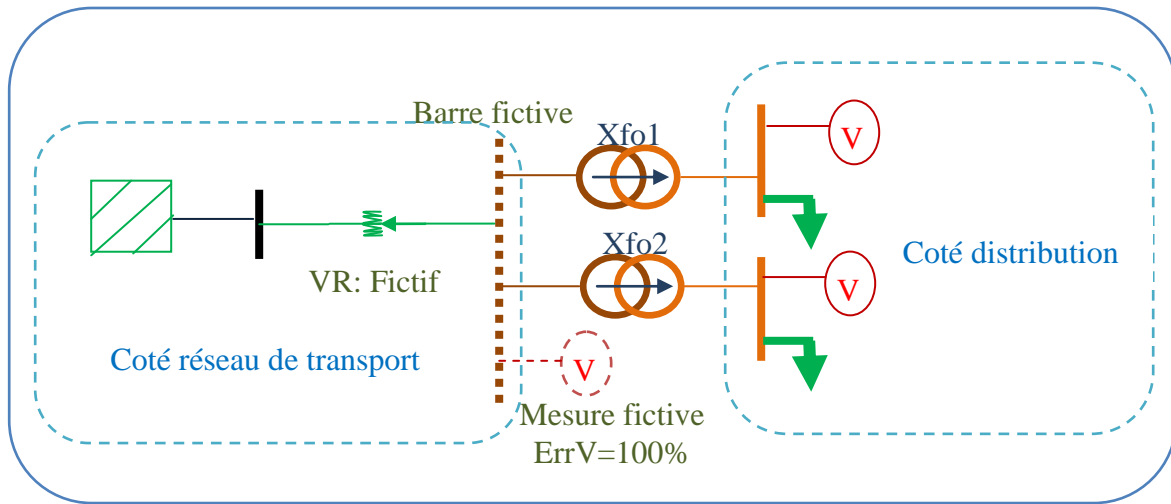 Barre fictive
Xfo1
V
Xfo2
VR: Fictif
V
Coté distribution
Coté réseau de transport
V
Mesure fictive
ErrV=100%